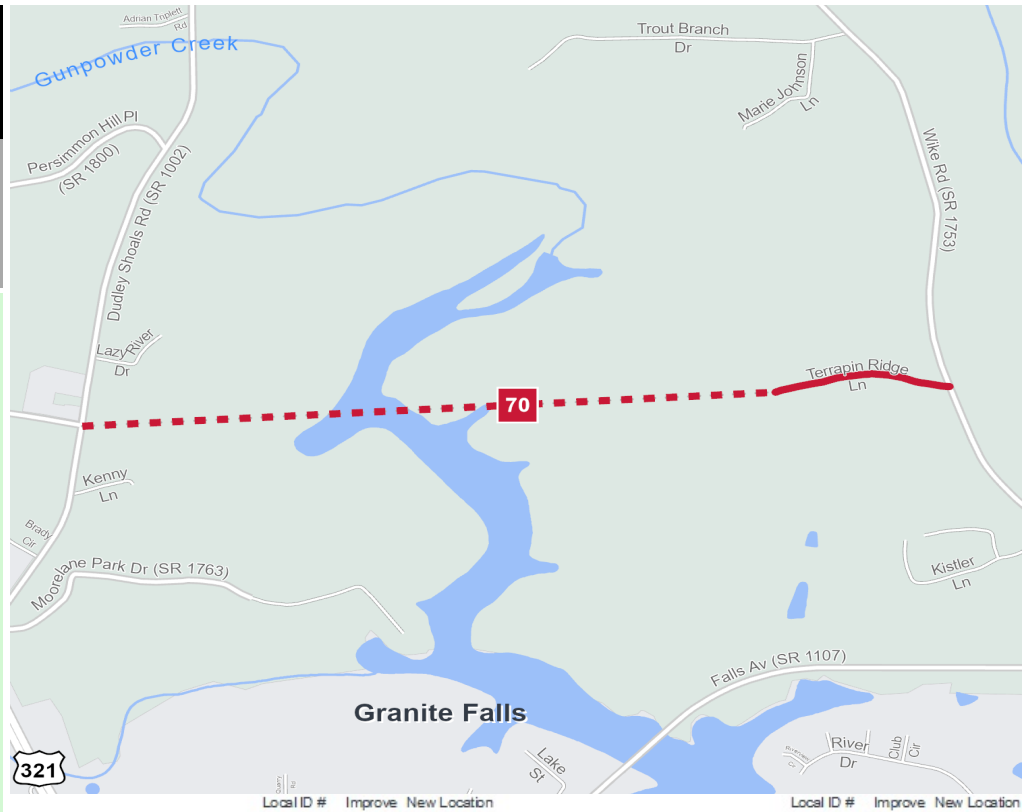 Adrian Triplett
Rd
Gunpowder Creek
Trout Branch
Dr
Marie Johnson
Ln
Persimmon Hill Pl
(SR 1800)
Dudley Shoals Rd (SR 1002)
Wike Rd (SR 1753)
Lazy River
Dr
Terrapin Ridge
Ln
70
Kenny
Ln
Brady
Cir
Moorelane Park Dr (SR 1763)
Kistler
Ln
Falls Av (SR 1107)
Granite Falls
321
Lake
St
River
Dr
Club
Cir
Quarry
Rd
Local ID # Improve New Location
Local ID # Improve New Location